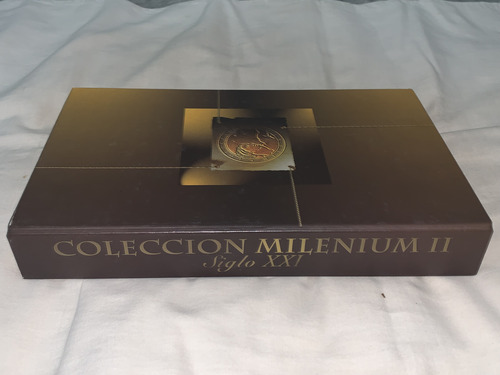 COLECCION MILENIUM II
Siglo XXI